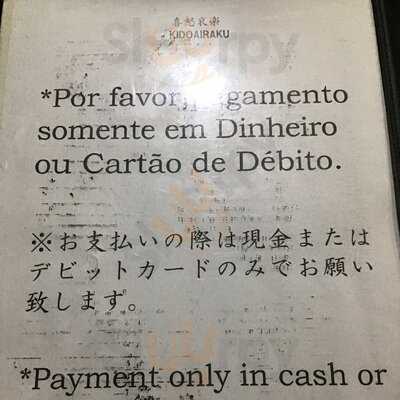 喜怒哀楽
KIDOAIRAKU
*Por favor, pagamento
somente em Dinheiro
ou Cartão de Débito.
※お支払いの際は現金または
デビットカードのみでお願い
致します。
*Payment only in cash or